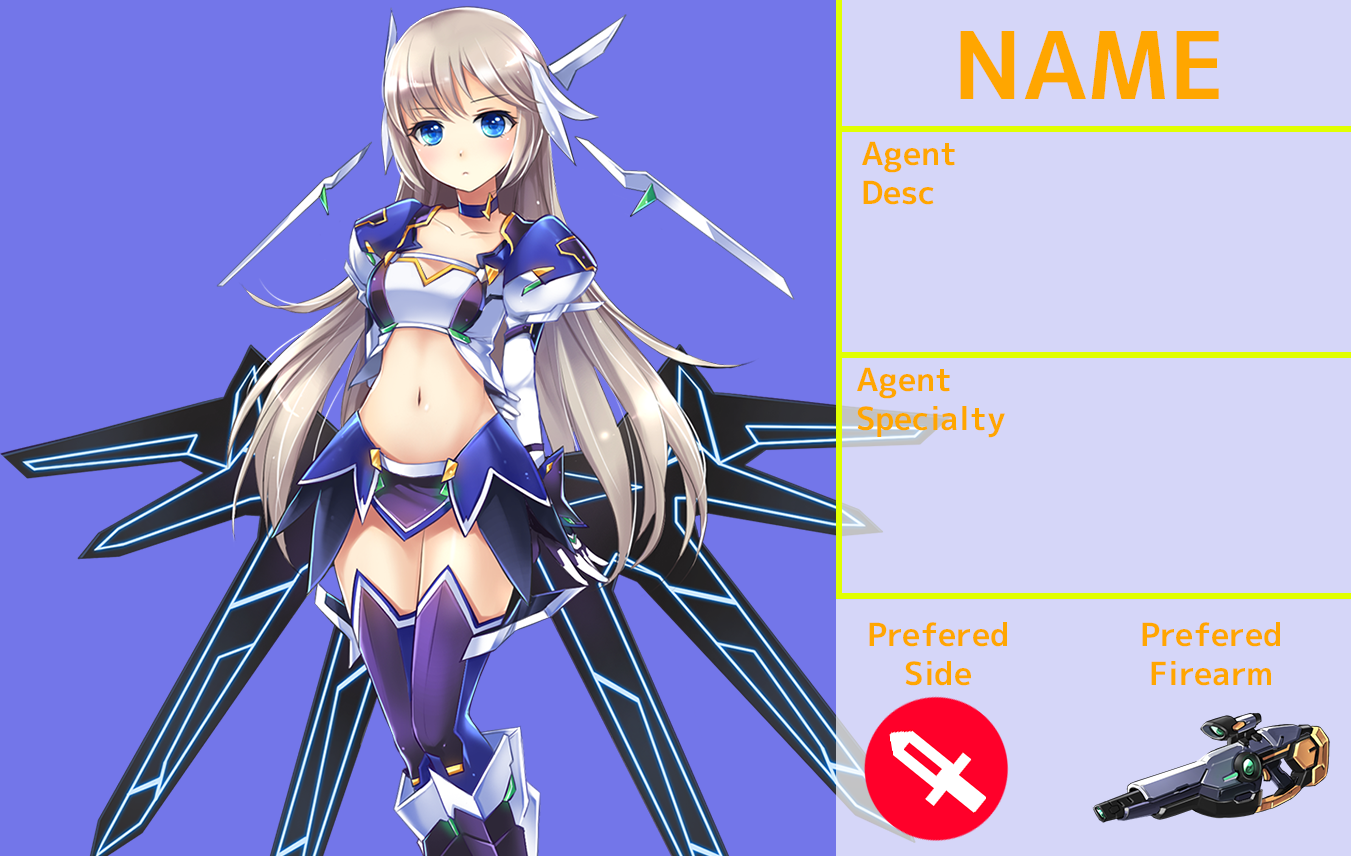 NAME
Agent
Desc
Agent
Specialty
Prefered
Side
Prefered
Firearm